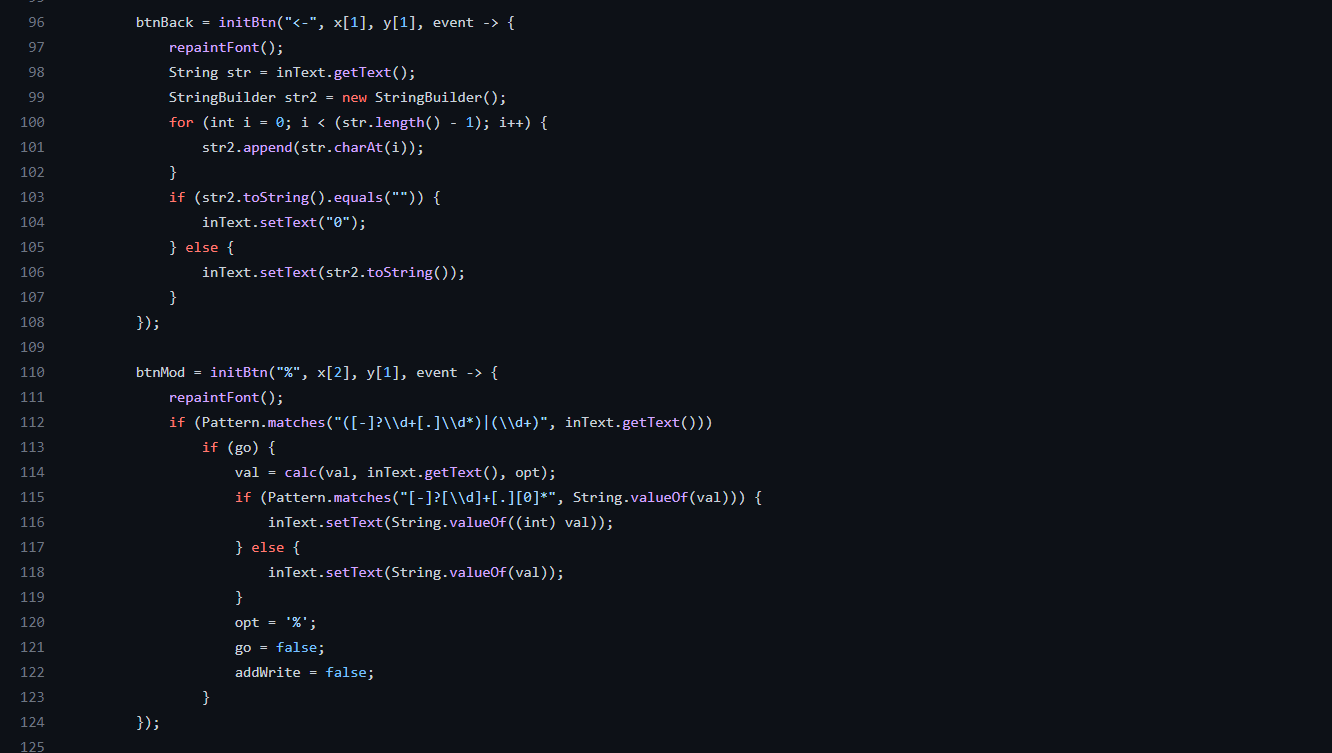 96 btnBack = initBtn("<-", x[1], y[1], event -> {
97 repaintFont();
98 String str = inText.getText();
99 StringBuilder str2 = new StringBuilder();
100 for (int i = 0; i < (str.length() - 1); i++) {
101 str2.append(str.charAt(i));
102 }
103 if (str2.toString().equals("")) {
104 inText.setText("0");
105 } else {
106 inText.setText(str2.toString());
107 }
108 });
109
110 btnMod = initBtn("%", x[2], y[1], event -> {
111 repaintFont();
112 if (Pattern.matches("([-]?\\d+[.]\\d*)|(\\d+)", inText.getText()))
113 if (go) {
114 val = calc(val, inText.getText(), opt);
115 if (Pattern.matches("[-]?[\\d]+[.][0]*", String.valueOf(val))) {
116 inText.setText(String.valueOf((int) val));
117 } else {
118 inText.setText(String.valueOf(val));
119 }
120 opt = '%';
121 go = false;
122 addWrite = false;
123 }
124 });
125